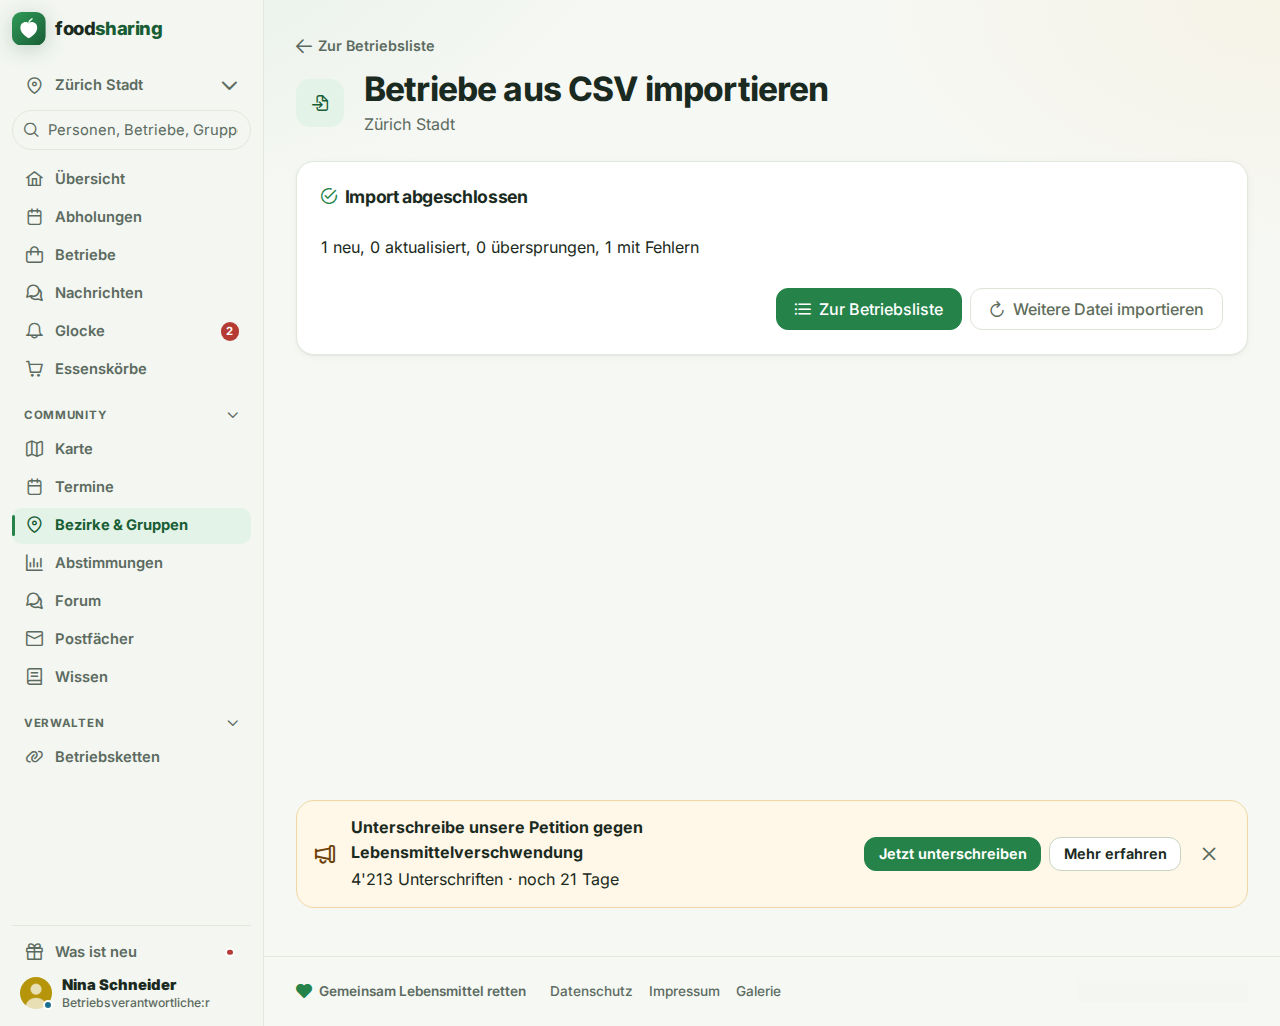 foodsharing
Zürich Stadt
Personen, Betriebe, Grupp
Übersicht
Abholungen
Betriebe
Nachrichten
Glocke 2
Essenskörbe
COMMUNITY
Karte
Termine
Bezirke & Gruppen
Abstimmungen
Forum
Postfächer
Wissen
VERWALTEN
Betriebsketten
Was ist neu
Nina Schneider
Betriebsverantwortliche:r
Zur Betriebsliste
Betriebe aus CSV importieren
Zürich Stadt
Import abgeschlossen
1 neu, 0 aktualisiert, 0 übersprungen, 1 mit Fehlern
Zur Betriebsliste Weitere Datei importieren
Unterschreibe unsere Petition gegen
Lebensmittelverschwendung
4'213 Unterschriften · noch 21 Tage
Jetzt unterschreiben Mehr erfahren
Gemeinsam Lebensmittel retten Datenschutz Impressum Galerie